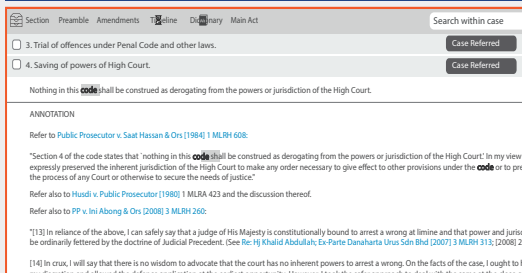 Section Preamble Amendments Timeline Dictionary Main Act Search within case
3. Trial of offences under Penal Code and other laws. Case Referred
4. Saving of powers of High Court. Case Referred
Nothing in this code shall be construed as derogating from the powers or jurisdiction of the High Court.
ANNOTATION
Refer to Public Prosecutor v. Saat Hassan & Ors [1984] 1 MLRH 608:
"Section 4 of the code states that `nothing in this code shall be construed as derogating from the powers or jurisdiction of the High Court.' In my view
expressly preserved the inherent jurisdiction of the High Court to make any order necessary to give effect to other provisions under the code or to pre
the process of any Court or otherwise to secure the needs of justice."
Refer also to Husdi v. Public Prosecutor [1980] 1 MLRA 423 and the discussion thereof.
Refer also to PP v. Ini Abong & Ors [2008] 3 MLRH 260:
"[13] In reliance of the above, I can safely say that a judge of His Majesty is constitutionally bound to arrest a wrong at limine and that power and juriso
be ordinarily fettered by the doctrine of Judicial Precedent. (See Re: Hj Khalid Abdullah; Ex-Parte Danaharta Urus Sdn Bhd [2007] 3 MLRH 313; [2008] 2
[14] In crux, I will say that there is no wisdom to advocate that the court has no inherent powers to arrest a wrong. On the facts of the case, I ought to h